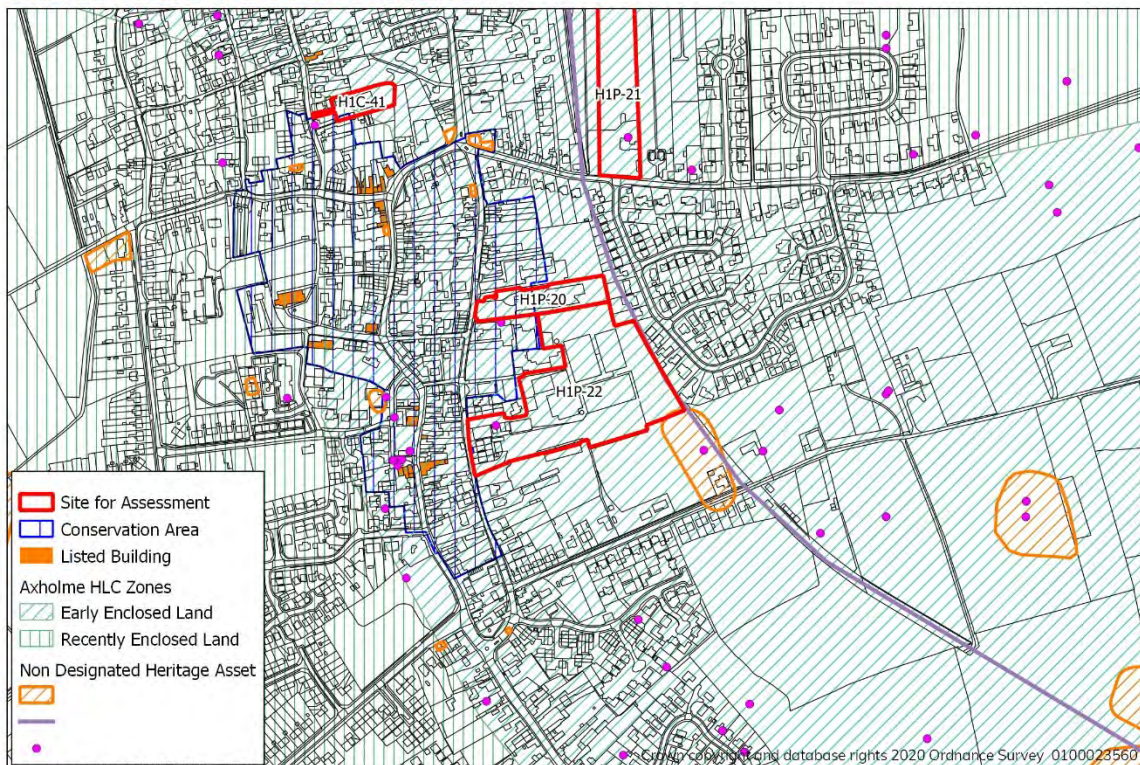 H1C-41
H1P-21
H1P-20
H1P-22
Site for Assessment
Conservation Area
Listed Building
Axholme HLC Zones
Early Enclosed Land
Recently Enclosed Land
Non Designated Heritage Asset
Crown copyright and database rights 2020 Ordnance Survey 0100023560